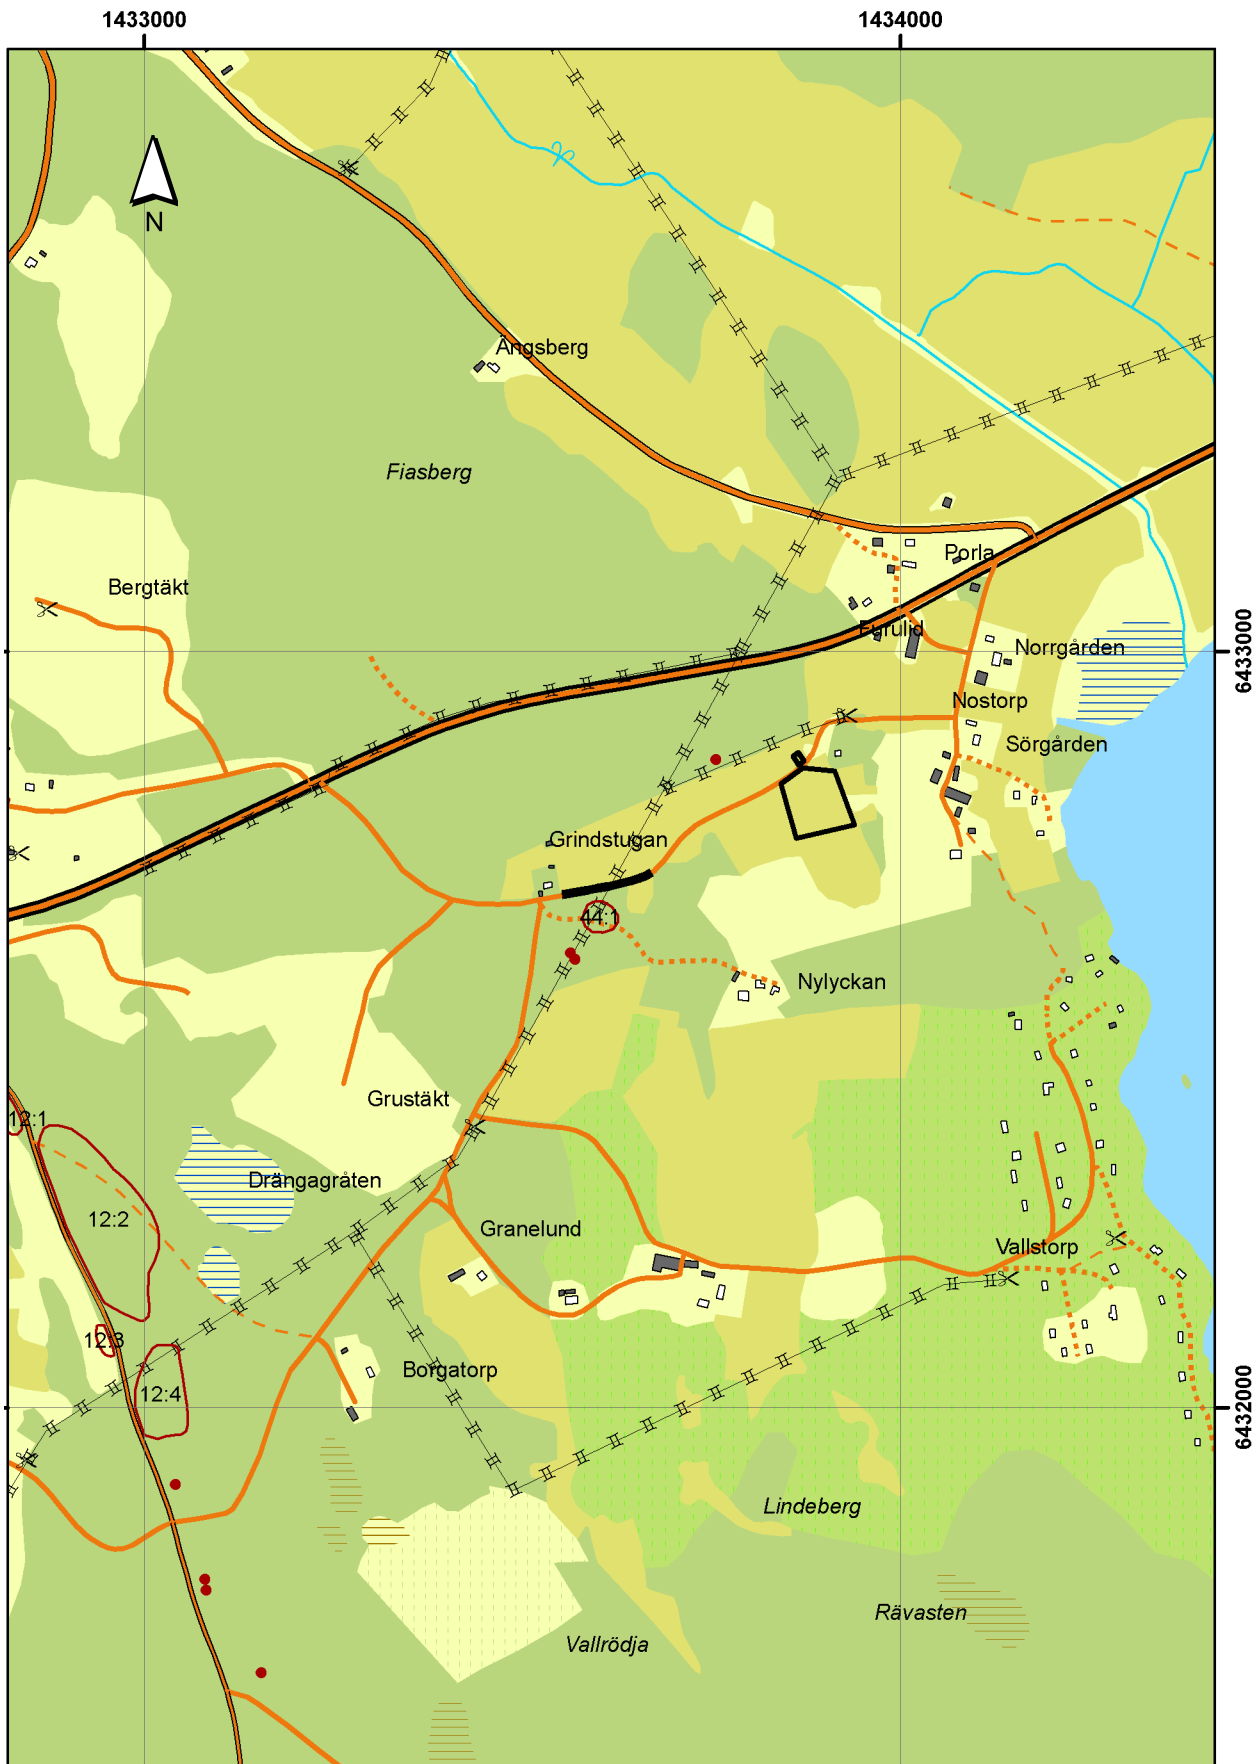 1433000
1434000
N
Ängsberg
Fiasberg
Porla
Bergtäkt
Furulid
Norrgården
6433000
Nostorp
Sörgården
Grindstugan
44:1
Nylyckan
Grustäkt
12:1
Drängagråten
12:2
Granelund
Vallstorp
12:3
Borgatorp
12:4
6432000
Lindeberg
Rävasten
Vallrödja